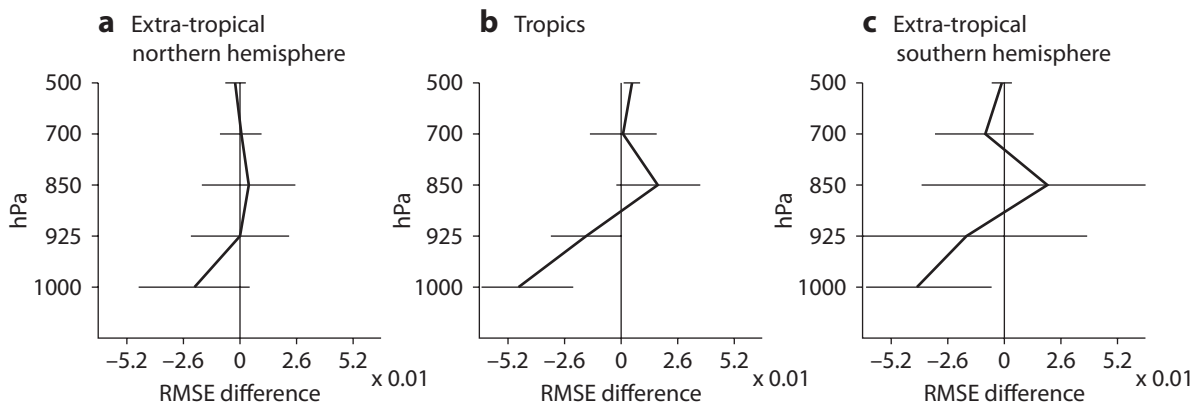 a Extra-tropical
northern hemisphere
500
700
850
925
1000
hPa
−5.2 −2.6 0 2.6 5.2
x 0.01
RMSE difference
b Tropics
500
700
850
925
1000
hPa
−5.2 −2.6 0 2.6 5.2
x 0.01
RMSE difference
c Extra-tropical
southern hemisphere
500
700
850
925
1000
hPa
−5.2 −2.6 0 2.6 5.2
x 0.01
RMSE difference